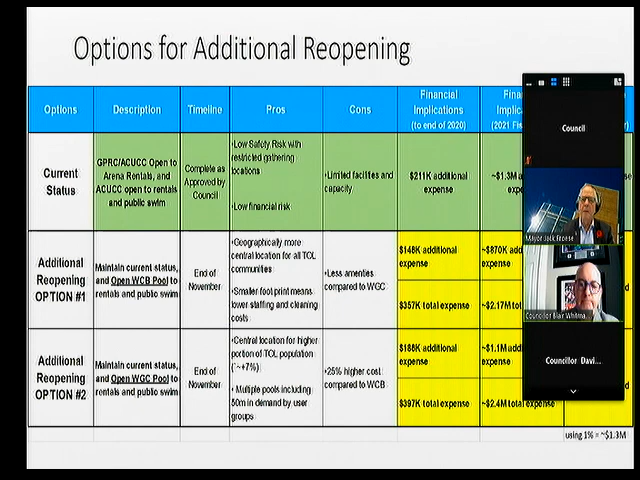 Options for Additional Reopening
Options
Description
Timeline
Pros
Cons
Financial
Implications
(to end of 2020)
(2021
Current
Status
GPRC/ACUCC Open to
Arena Rentals, and
ACUCC open to rentals
and public swim
Complete as
Approved by
Council
•Low Safety Risk with
restricted gathering
locations
•Low financial risk
•Limited facilities and
capacity
$211K additional
expense
~$1.3M
Additional
Reopening
OPTION #1
Maintain current status,
and Open WCB Pool to
rentals and public swim
End of
November
•Geographically more
central location for all TOL
communities
•Smaller foot print means
lower staffing and cleaning
costs
•Less amenties
compared to WGC
$148K additional
expense
$357K total expense
~$870K
expense
~$2.17M
Additional
Reopening
OPTION #2
Maintain current status,
and Open WGC Pool to
rentals and public swim
End of
November
•Central location for higher
portion of TOL population
(~+7%)
• Multiple pools including
50m in demand by user
groups
•25% higher cost
compared to WCB
$188K additional
expense
$397K total expense
~$1.1M
expense
~$2.4M total expense
using 1% = ~$1.3M
Council
Mayor Jack Froese
Councillor Blair Whitma...
Councillor Davi...